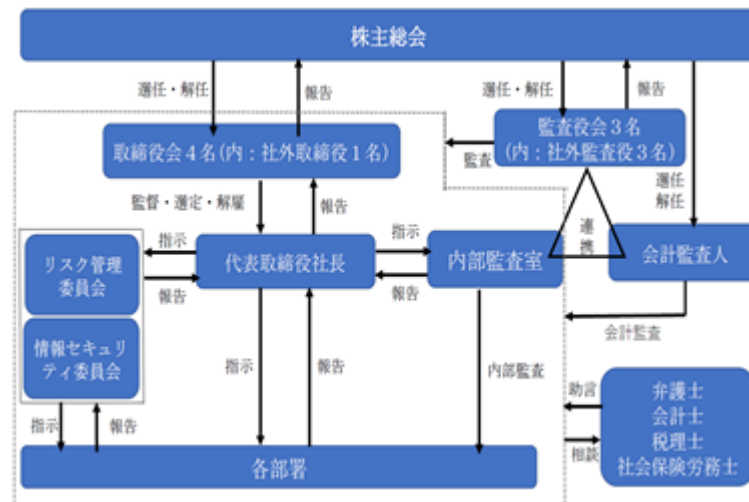 株主総会
選任・解任
報告
選任・解任
報告
取締役会4名(内：社外取締役1名)
監査役会3名
(内：社外監査役3名)
監査
選任
解任
監督・選定・解雇
報告
連携
リスク管理
委員会
指示
報告
代表取締役社長
指示
報告
内部監査室
会計監査人
会計監査
情報セキュリ
ティ委員会
指示
報告
内部監査
指示
報告
助言
相談
弁護士
会計士
税理士
社会保険労務士
各部署